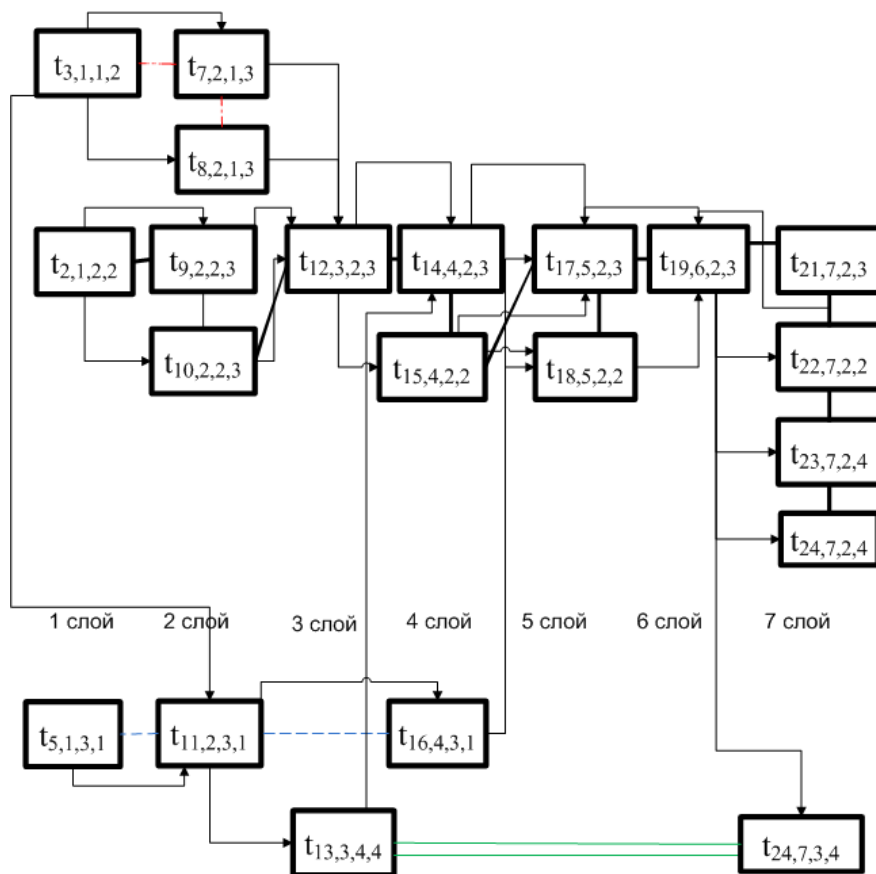 t3,1,1,2
t7,2,1,3
t8,2,1,3
t2,1,2,2
t9,2,2,3
t12,3,2,3
t14,4,2,3
t17,5,2,3
t19,6,2,3
t21,7,2,3
t10,2,2,3
t15,4,2,2
t18,5,2,2
t22,7,2,2
t23,7,2,4
t24,7,2,4
1 слой 2 слой 3 слой 4 слой 5 слой 6 слой 7 слой
t5,1,3,1
t11,2,3,1
t16,4,3,1
t13,3,4,4
t24,7,3,4